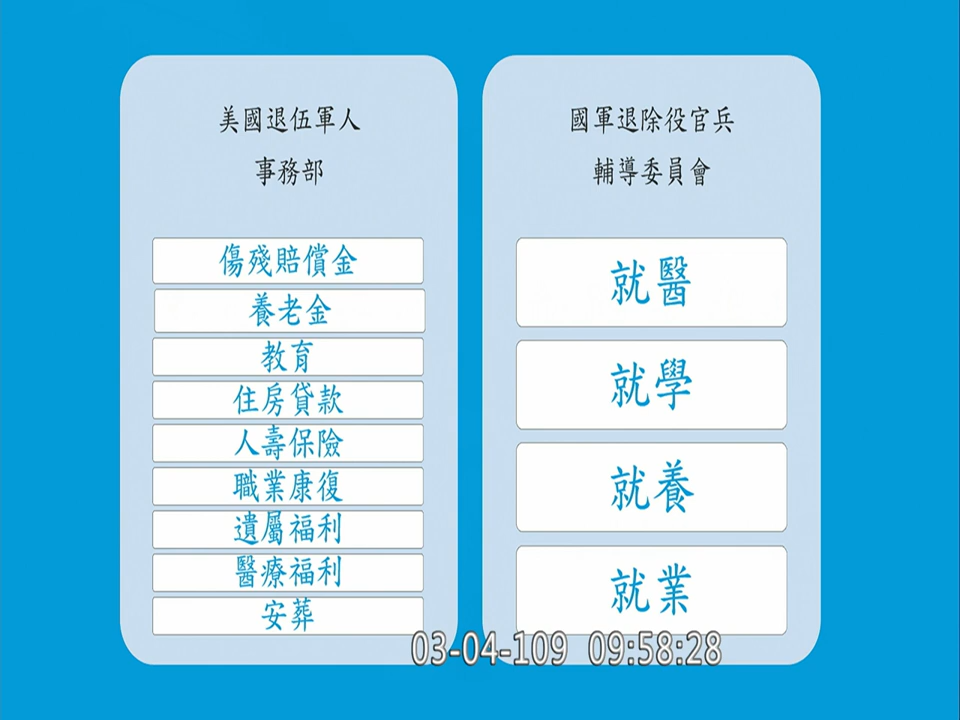 美國退伍軍人
事務部
傷殘賠償金
養老金
教育
住房貸款
人壽保險
職業康復
遺屬福利
醫療福利
安葬
國軍退除役官兵
輔導委員會
就醫
就學
就養
就業
03-04-109 09:58:28